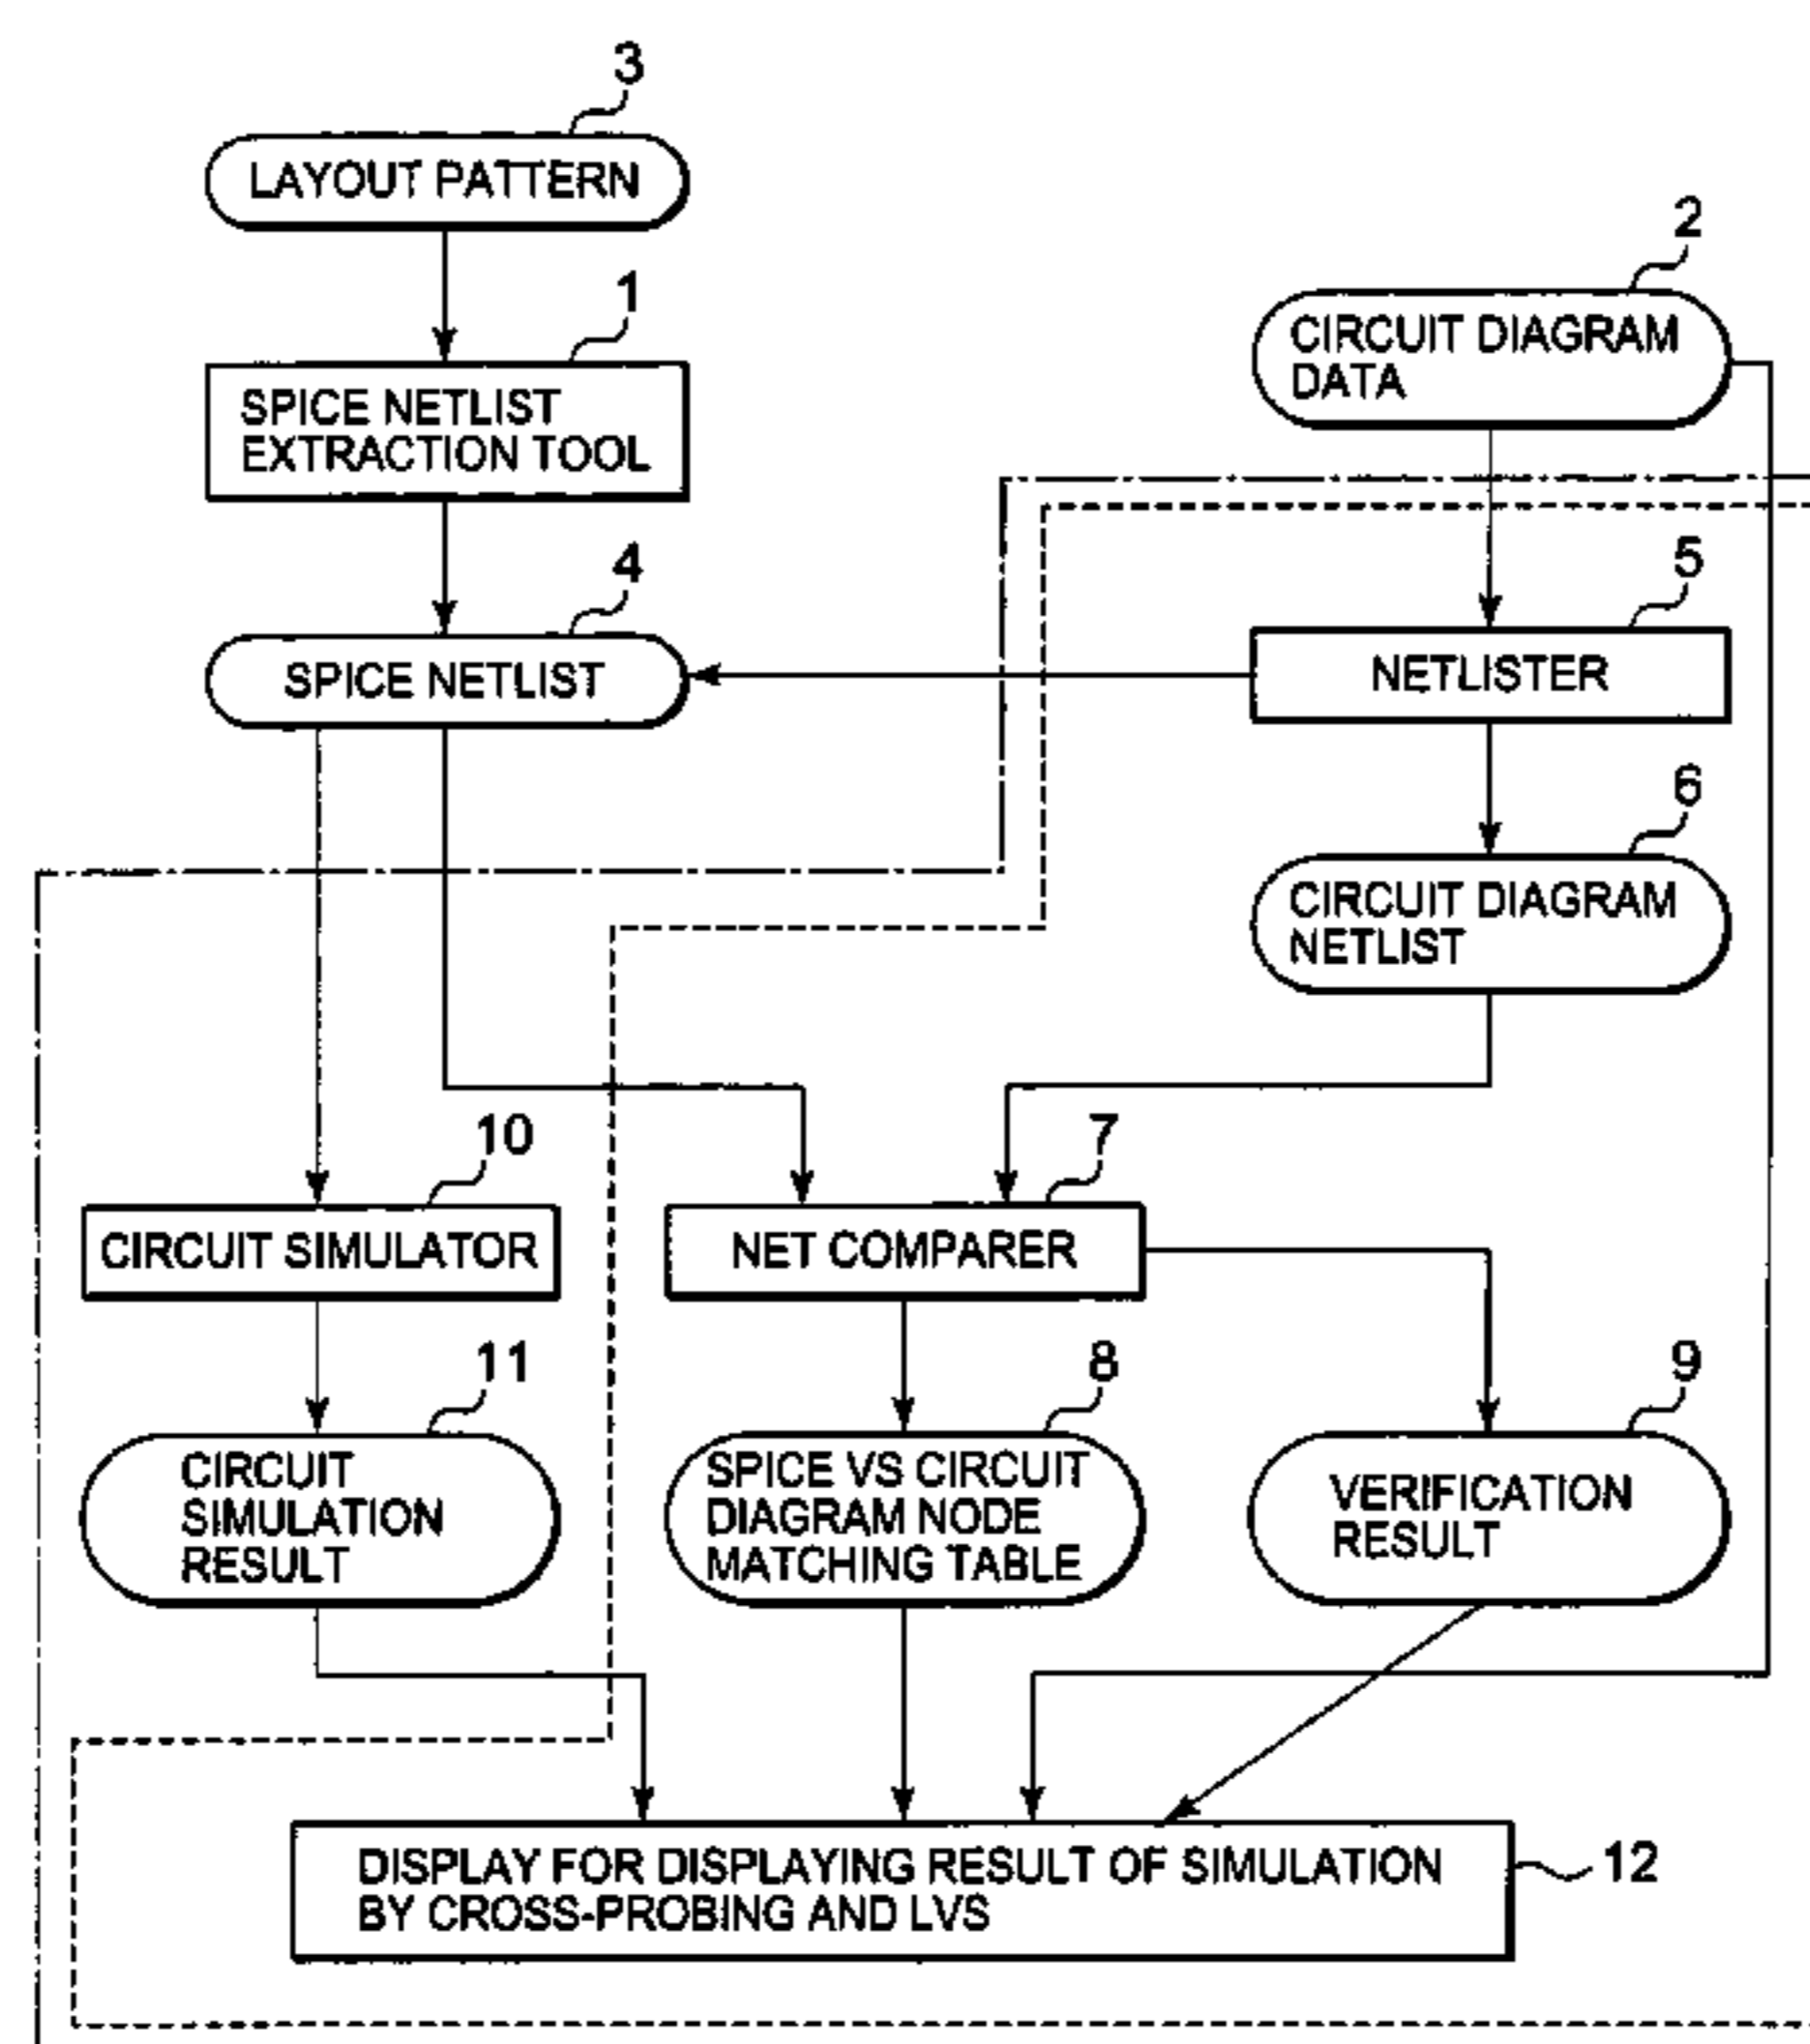 3
LAYOUT PATTERN
2
1
CIRCUIT DIAGRAM
DATA
SPICE NETLIST
EXTRACTION TOOL
4
5
SPICE NETLIST
NETLISTER
6
CIRCUIT DIAGRAM
NETLIST
10
7
CIRCUIT SIMULATOR
NET COMPARER
11
8
9
CIRCUIT
SIMULATION
RESULT
SPICE VS CIRCUIT
DIAGRAM NODE
MATCHING TABLE
VERIFICATION
RESULT
DISPLAY FOR DISPLAYING RESULT OF SIMULATION
BY CROSS-PROBING AND LVS
12